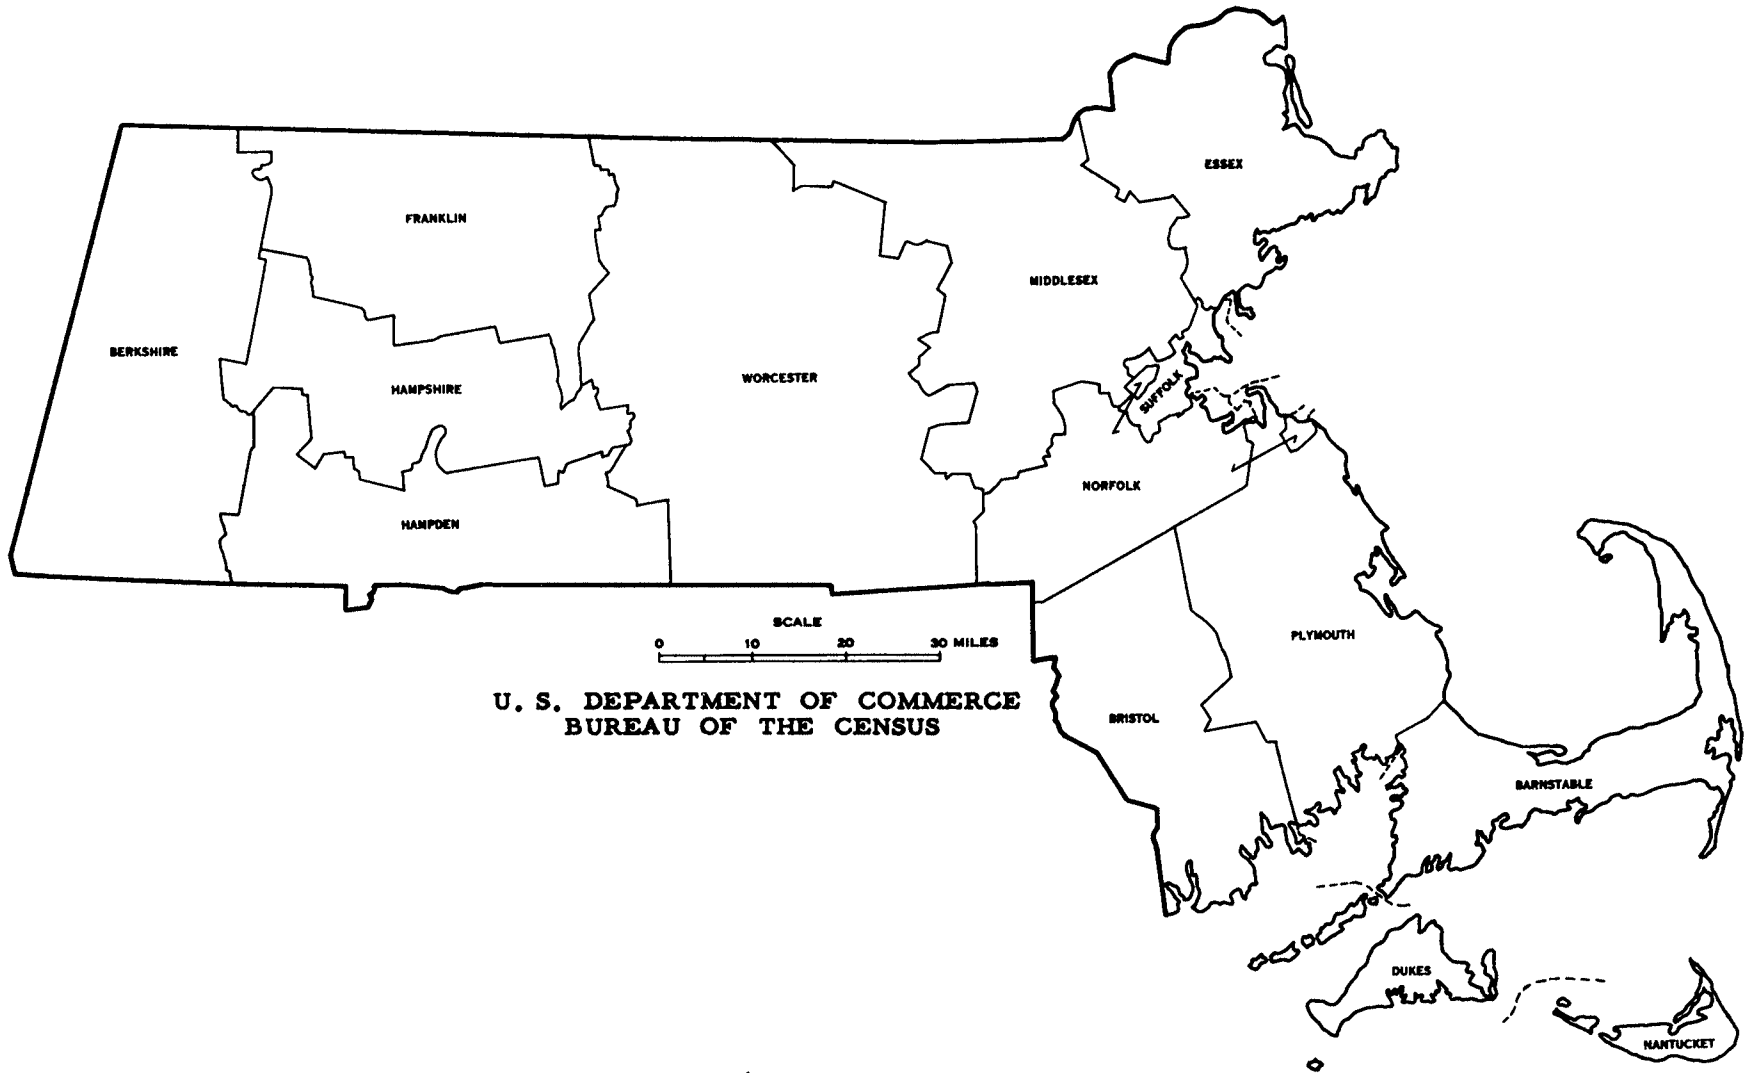 ESSEX
FRANKLIN
MIDDLESEX
BERKSHIRE
HAMPSHIRE
WORCESTER
SUFFOLK
NORFOLK
HAMPDEN
SCALE
0 10 20 30 MILES
PLYMOUTH
U. S. DEPARTMENT OF COMMERCE
BUREAU OF THE CENSUS
BRISTOL
BARNSTABLE
DUKES
NANTUCKET